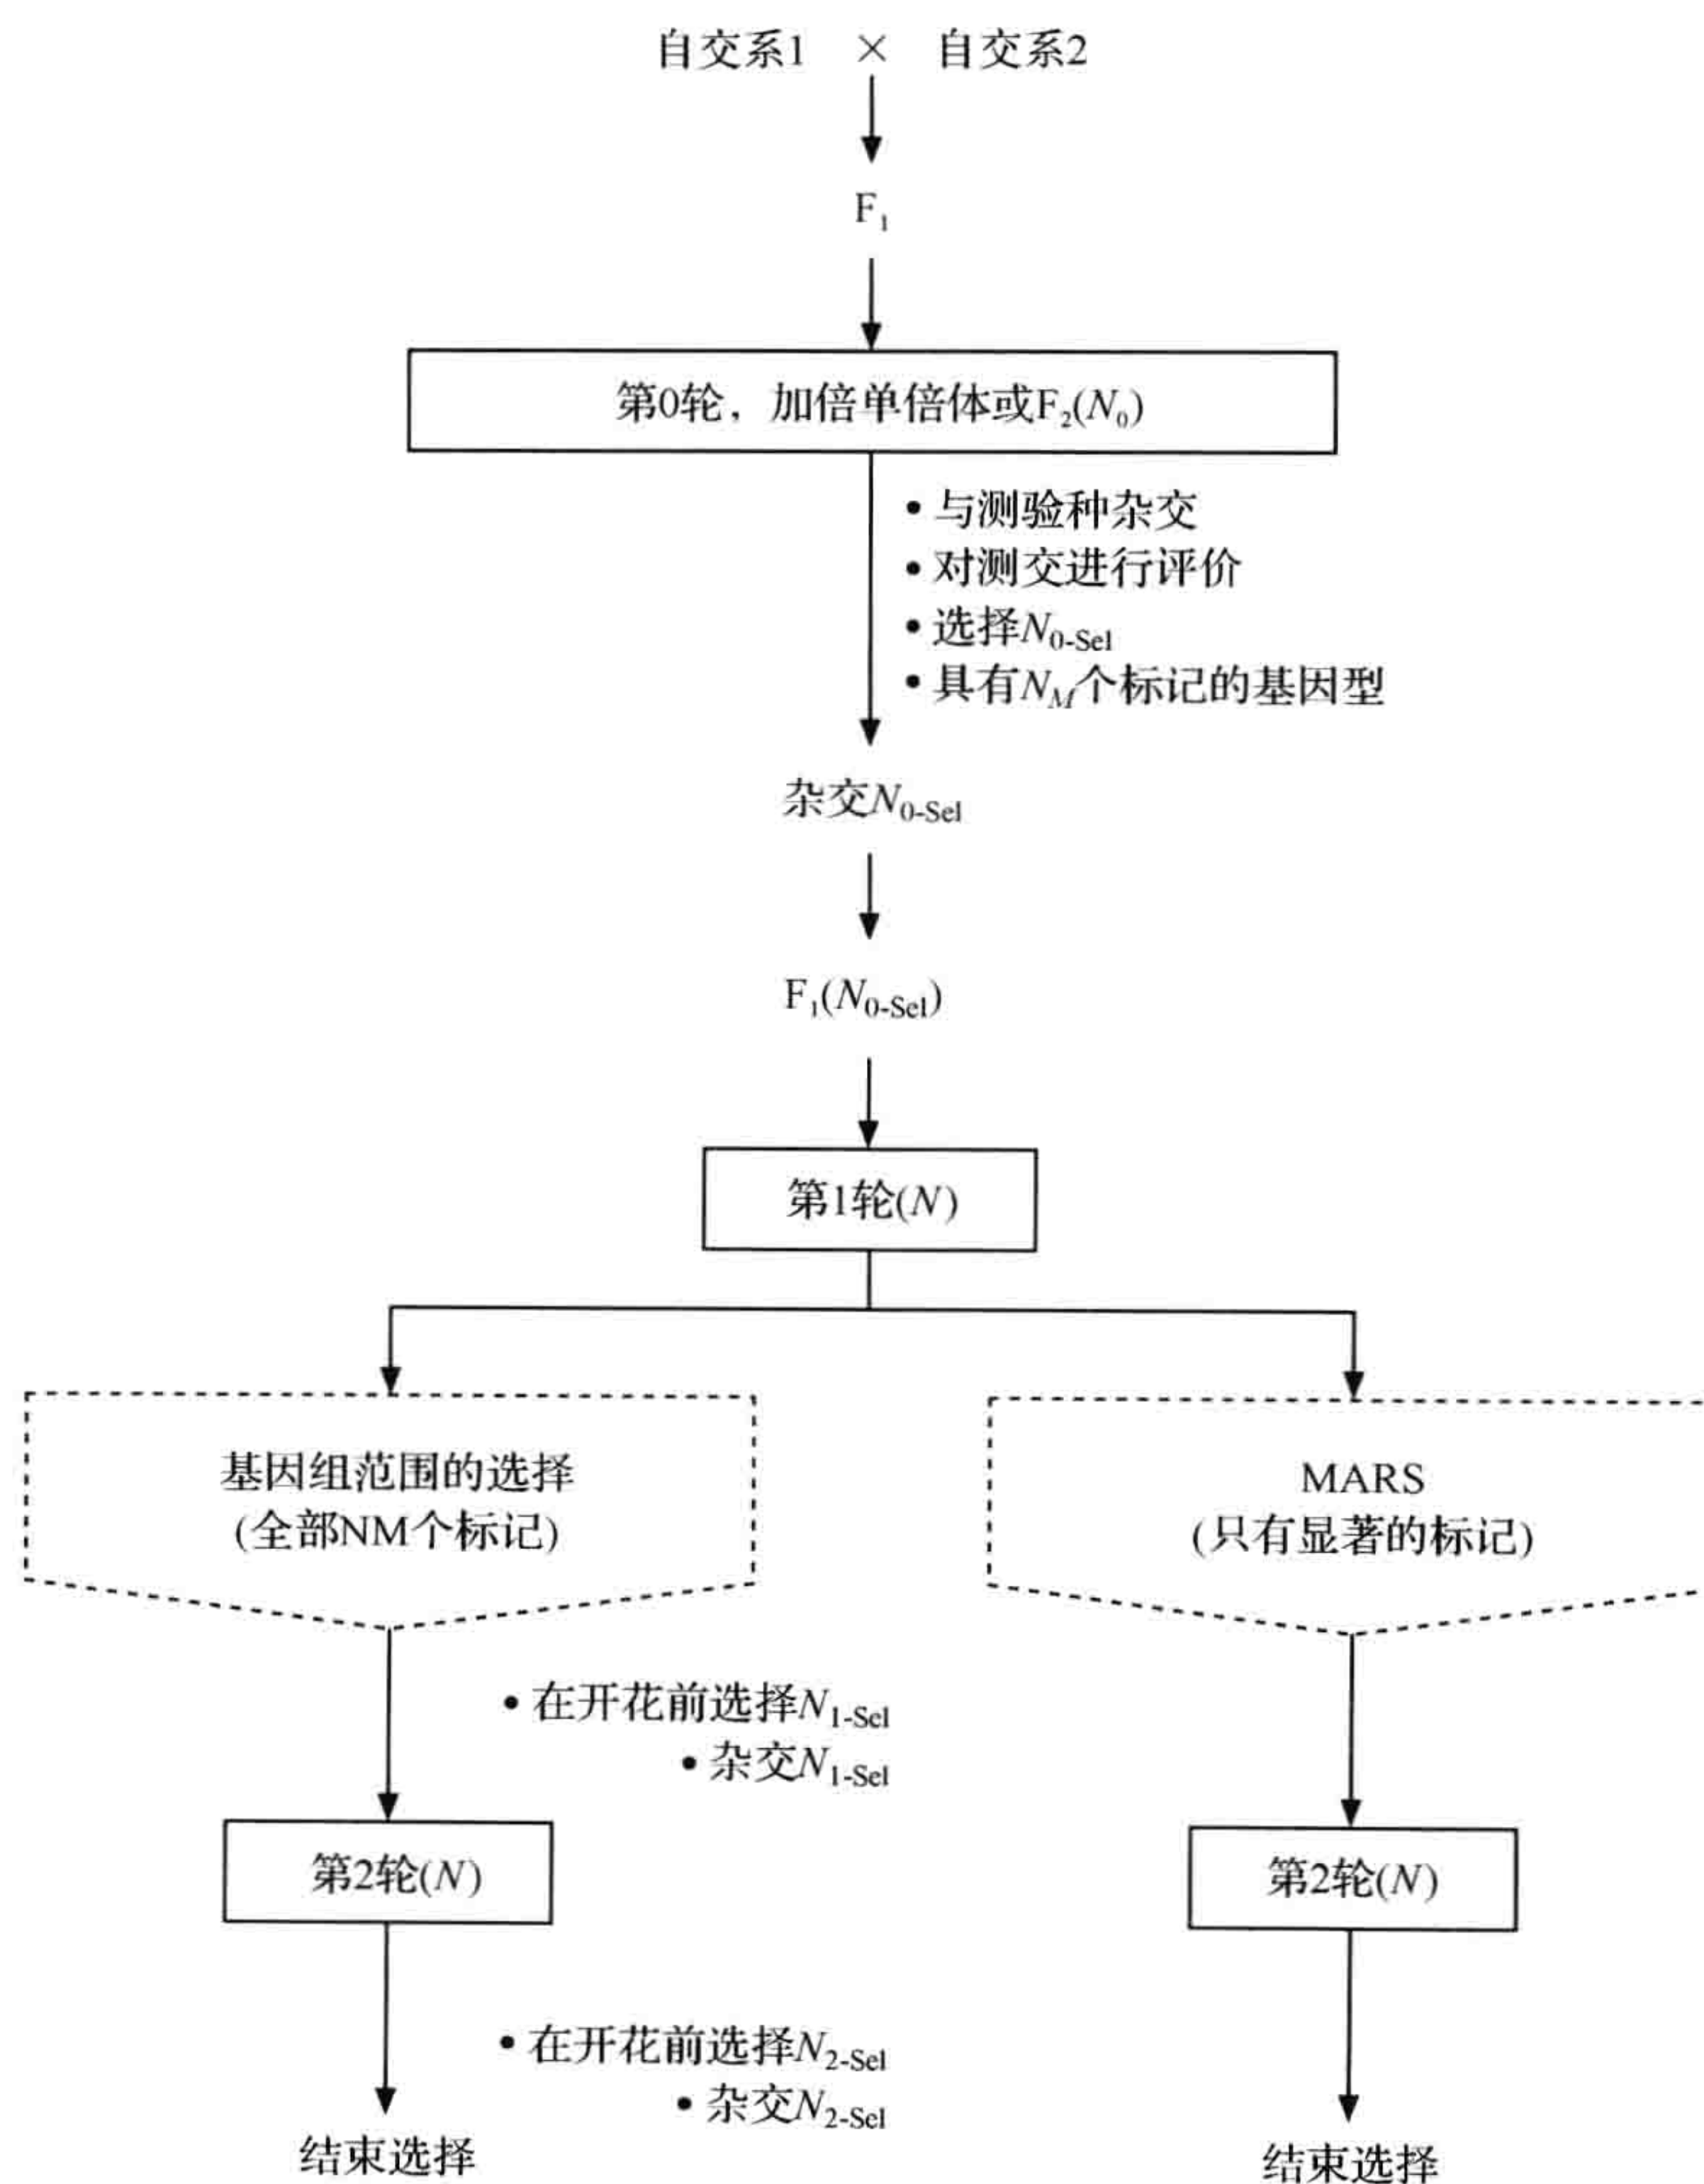 自交系1 × 自交系2
F₁
第0轮，加倍单倍体或F₂(N₀)
• 与测验种杂交
• 对测交进行评价
• 选择N₀₋Sel
• 具有N_M个标记的基因型
杂交N₀₋Sel
F₁(N₀₋Sel)
第1轮(N)
基因组范围的选择
(全部NM个标记)
MARS
(只有显著的标记)
• 在开花前选择N₁₋Sel
• 杂交N₁₋Sel
第2轮(N)
第2轮(N)
• 在开花前选择N₂₋Sel
• 杂交N₂₋Sel
结束选择
结束选择